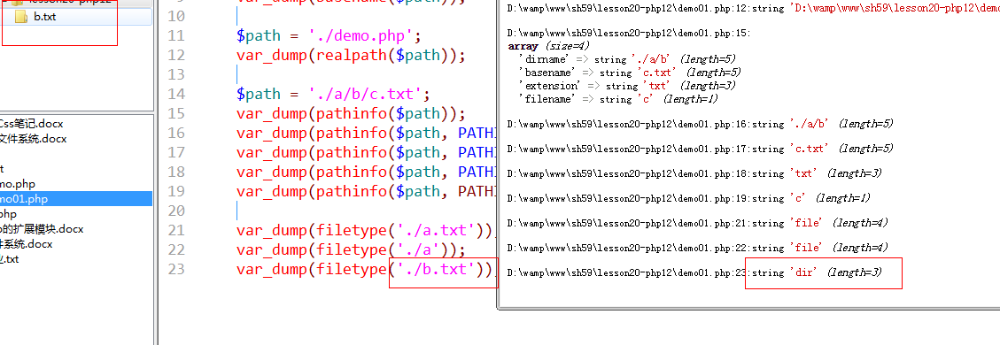 lesson20-php12
b.txt
Css笔记.docx
文件系统.docx
mo.php
mo01.php
php
的扩展模块.docx
件系统.docx
.txt
10
11 $path = './demo.php';
12 var_dump(realpath($path));
13
14 $path = './a/b/c.txt';
15 var_dump(pathinfo($path));
16 var_dump(pathinfo($path, PATHI
17 var_dump(pathinfo($path, PATHI
18 var_dump(pathinfo($path, PATHI
19 var_dump(pathinfo($path, PATHI
20
21 var_dump(filetype('./a.txt'))
22 var_dump(filetype('./a'));
23 var_dump(filetype('./b.txt'))
D:\wamp\www\sh59\lesson20-php12\demo01.php:12:string 'D:\wamp\www\sh59\lesson20-php12\demo
D:\wamp\www\sh59\lesson20-php12\demo01.php:15:
array (size=4)
'dirname' => string './a/b' (length=5)
'basename' => string 'c.txt' (length=5)
'extension' => string 'txt' (length=3)
'filename' => string 'c' (length=1)
D:\wamp\www\sh59\lesson20-php12\demo01.php:16:string './a/b' (length=5)
D:\wamp\www\sh59\lesson20-php12\demo01.php:17:string 'c.txt' (length=5)
D:\wamp\www\sh59\lesson20-php12\demo01.php:18:string 'txt' (length=3)
D:\wamp\www\sh59\lesson20-php12\demo01.php:19:string 'c' (length=1)
D:\wamp\www\sh59\lesson20-php12\demo01.php:21:string 'file' (length=4)
D:\wamp\www\sh59\lesson20-php12\demo01.php:22:string 'file' (length=4)
D:\wamp\www\sh59\lesson20-php12\demo01.php:23:string 'dir' (length=3)